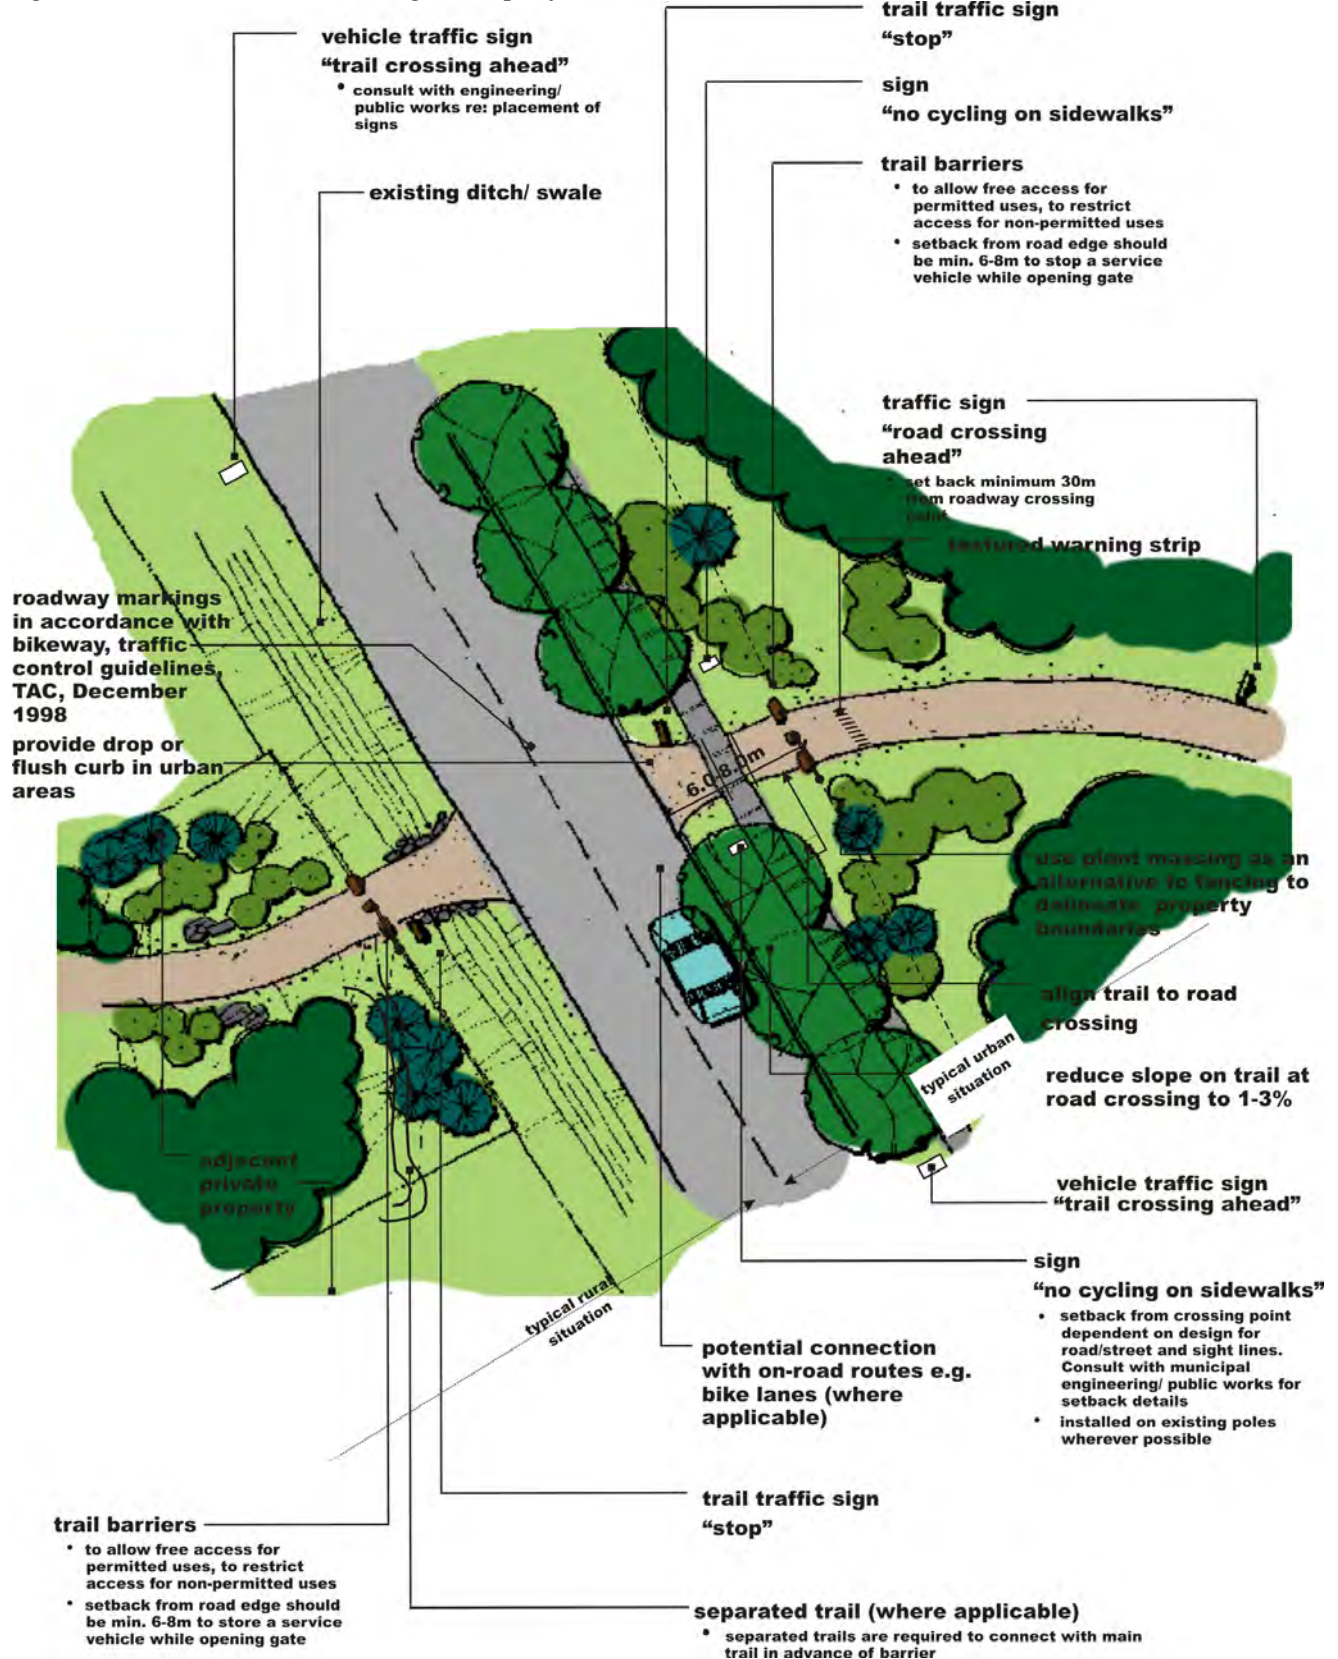 vehicle traffic sign
“trail crossing ahead”
• consult with engineering/
public works re: placement of
signs
existing ditch/ swale
trail traffic sign
“stop”
sign
“no cycling on sidewalks”
trail barriers
• to allow free access for
permitted uses, to restrict
access for non-permitted uses
• setback from road edge should
be min. 6-8m to stop a service
vehicle while opening gate
traffic sign
“road crossing
ahead”
set back minimum 30m
from roadway crossing
point
textured warning strip
roadway markings
in accordance with
bikeway, traffic
control guidelines,
TAC, December
1998
provide drop or
flush curb in urban
areas
6.0-8.0m
use plant massing as an
alternative to fencing to
delineate property
boundaries
align trail to road
crossing
typical urban
situation
reduce slope on trail at
road crossing to 1-3%
adjacent
private
property
vehicle traffic sign
“trail crossing ahead”
sign
“no cycling on sidewalks”
• setback from crossing point
dependent on design for
road/street and sight lines.
Consult with municipal
engineering/ public works for
setback details
• installed on existing poles
wherever possible
typical rural
situation
potential connection
with on-road routes e.g.
bike lanes (where
applicable)
trail traffic sign
“stop”
trail barriers
• to allow free access for
permitted uses, to restrict
access for non-permitted uses
• setback from road edge should
be min. 6-8m to store a service
vehicle while opening gate
separated trail (where applicable)
• separated trails are required to connect with main
trail in advance of barrier